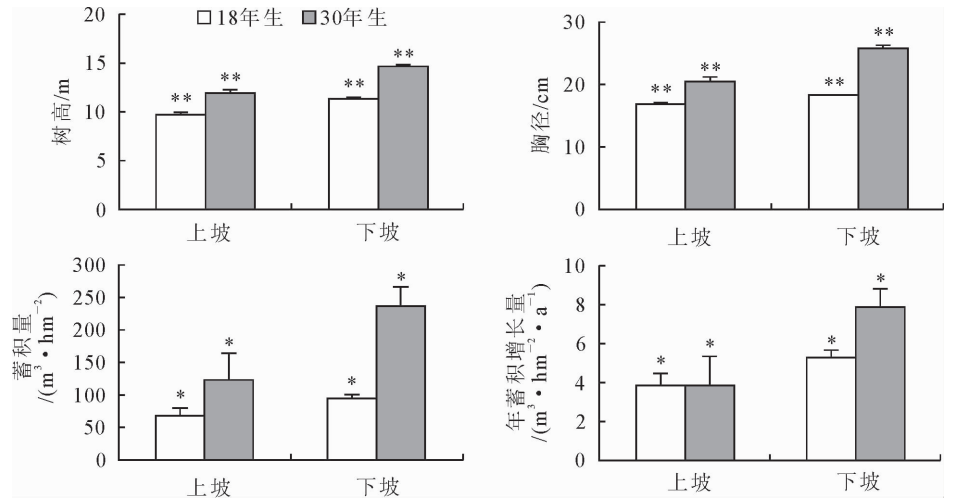 18年生 30年生
树高/m
20
15
10
5
0
** ** ** **
上坡 下坡
胸径/cm
30
20
10
0
** ** ** **
上坡 下坡
蓄积量
/(m³·hm⁻²)
300
250
200
150
100
50
0
* * * *
上坡 下坡
年蓄积增长量
/(m³·hm⁻²·a⁻¹)
10
8
6
4
2
0
* * * *
上坡 下坡